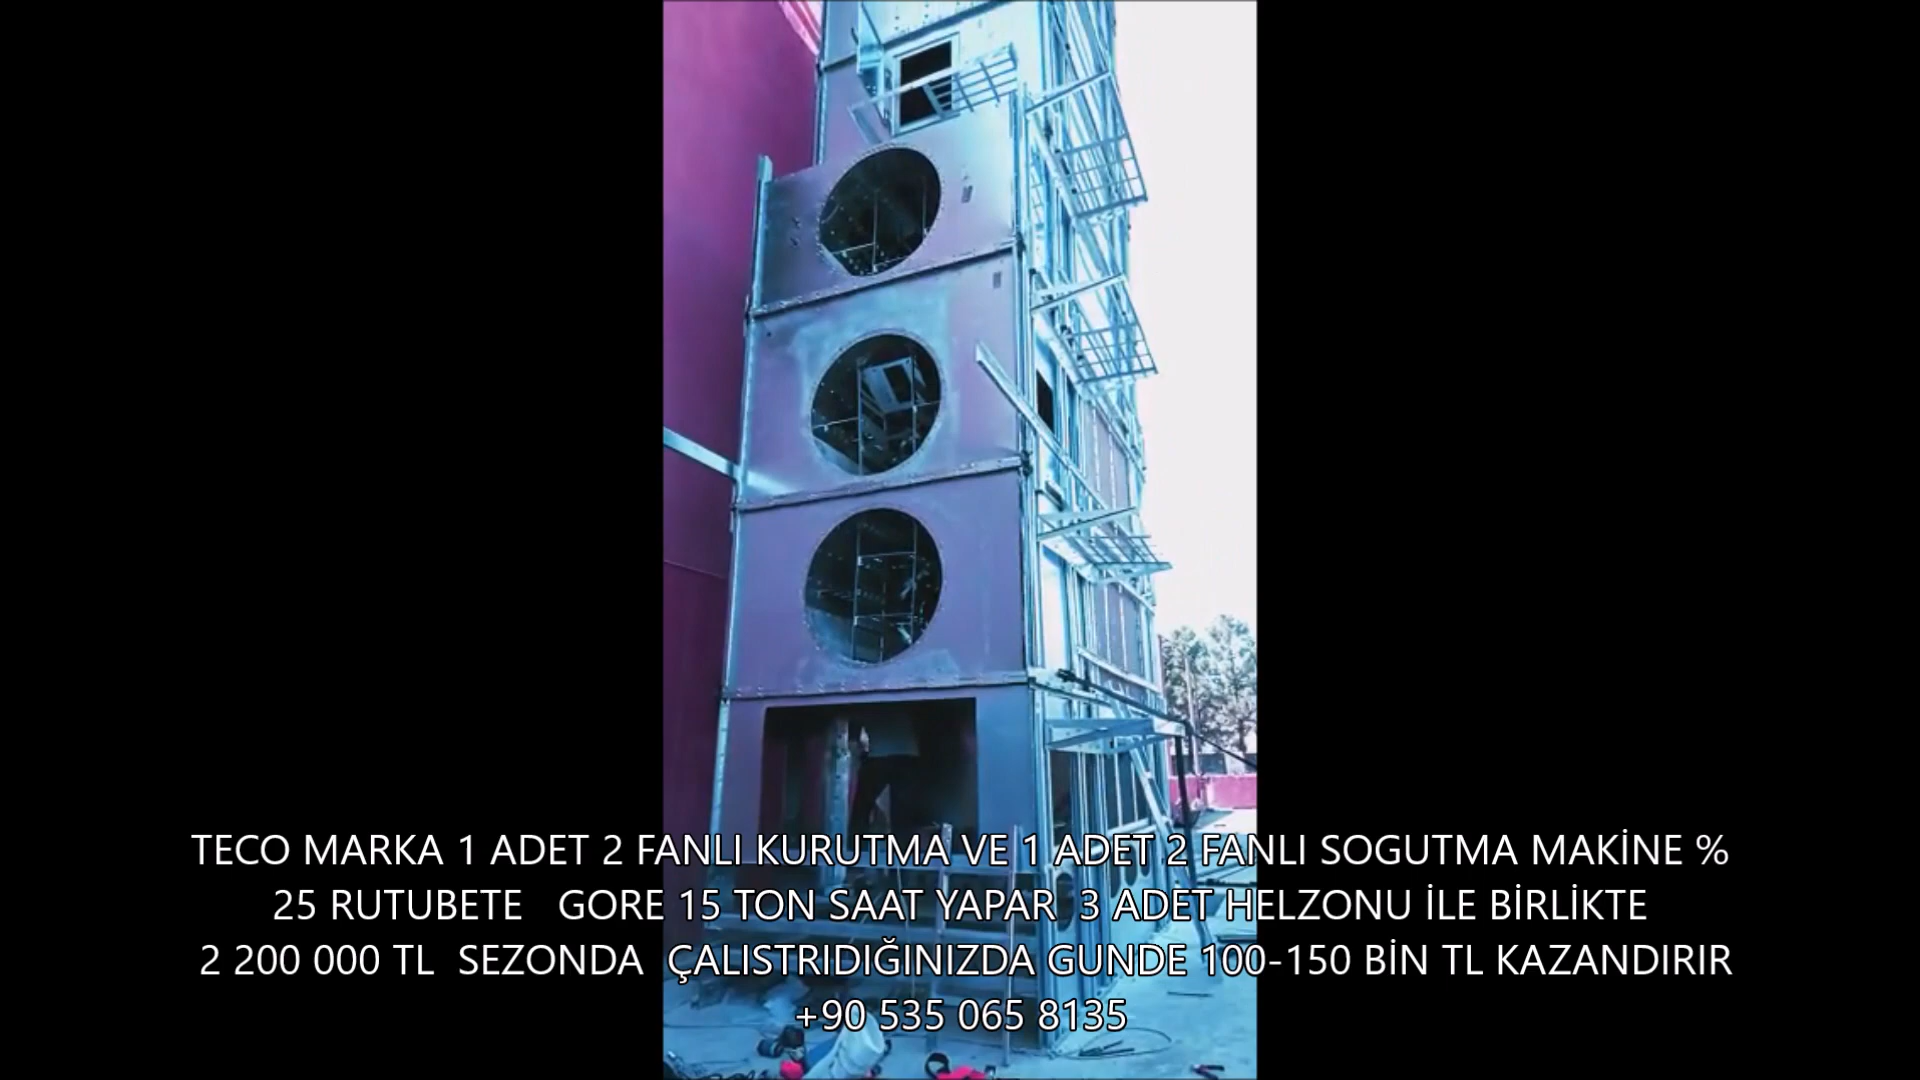 TECO MARKA 1 ADET 2 FANLI KURUTMA VE 1 ADET 2 FANLI SOGUTMA MAKİNE %
25 RUTUBETE   GORE 15 TON SAAT YAPAR  3 ADET HELZONU İLE BİRLİKTE
2 200 000 TL  SEZONDA  ÇALISTRIDIĞINIZDA GUNDE 100-150 BİN TL KAZANDIRIR
+90 535 065 8135